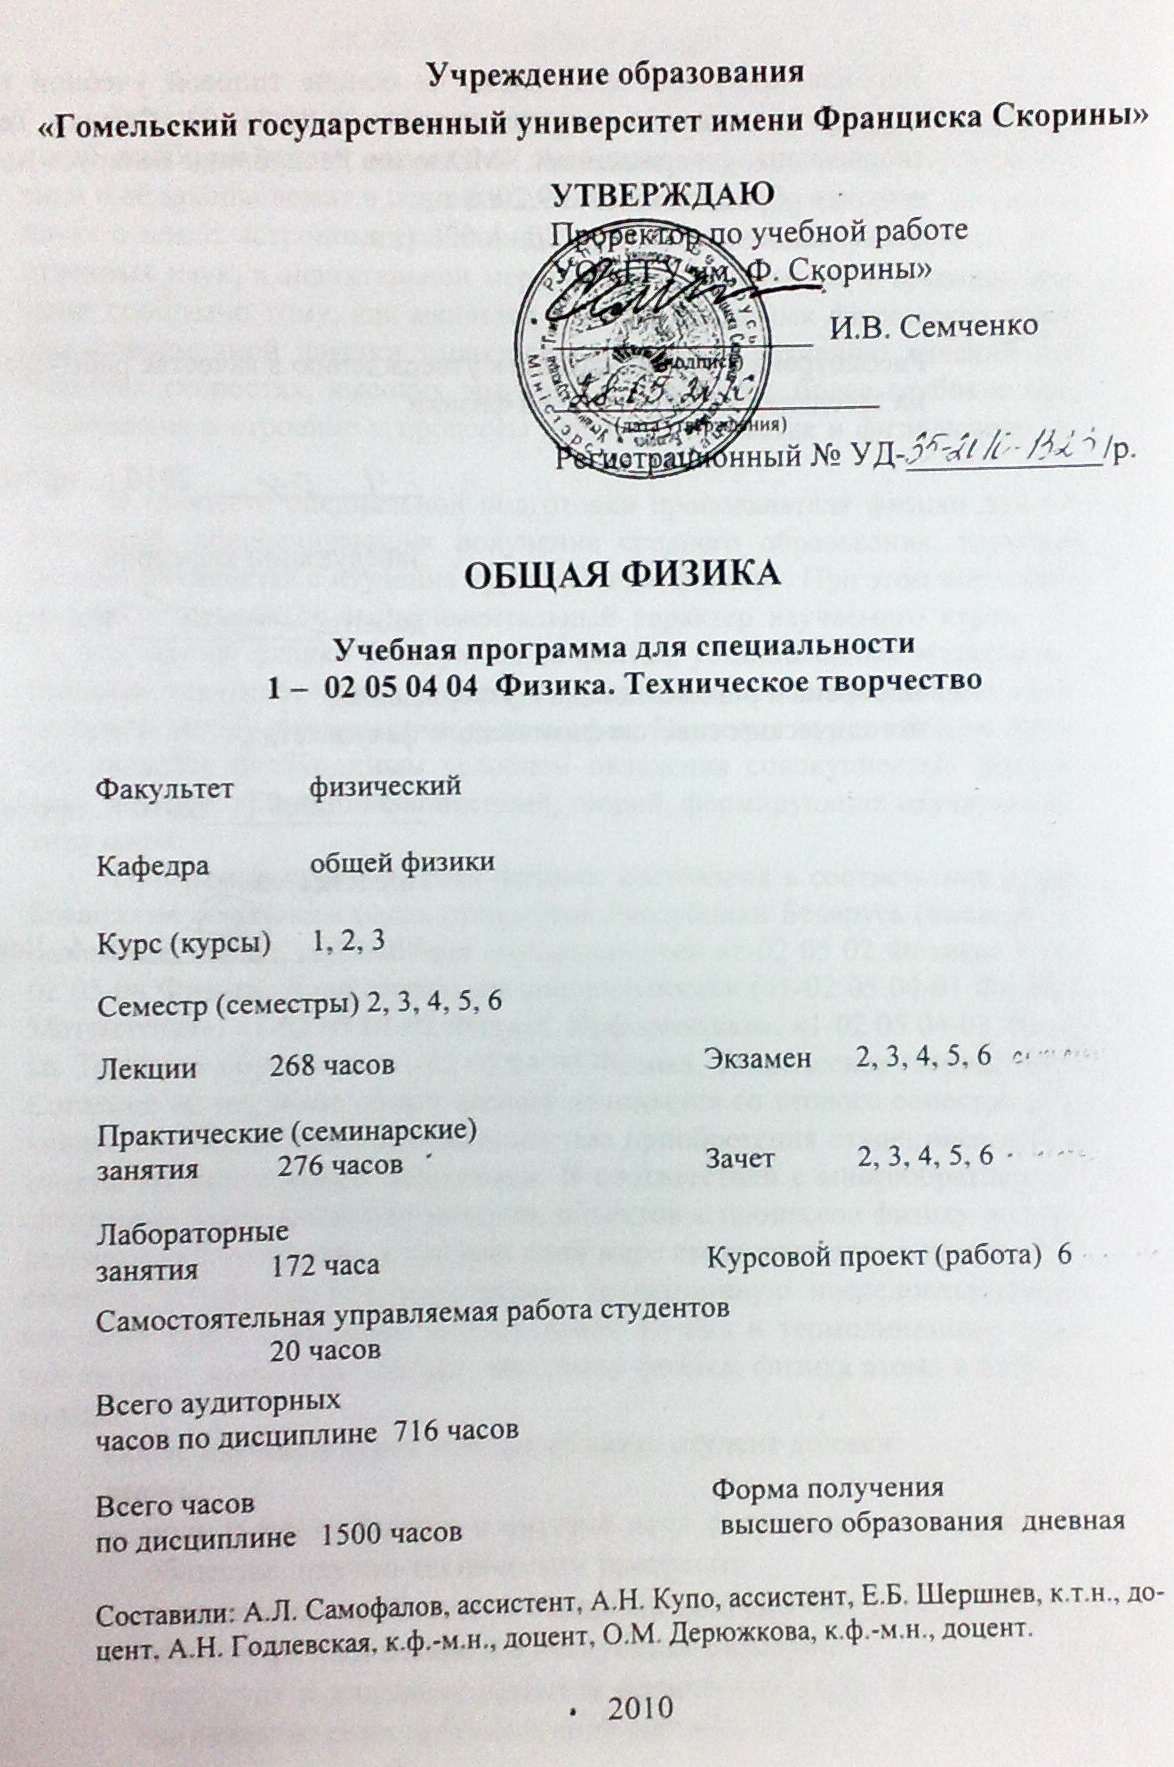 Учреждение образования
«Гомельский государственный университет имени Франциска Скорины»
УТВЕРЖДАЮ
Проректор по учебной работе
УО «ГГУ им. Ф. Скорины»
И.В. Семченко
(подпись)
(дата утверждения)
Регистрационный № УД- /р.
ОБЩАЯ ФИЗИКА
Учебная программа для специальности
1 – 02 05 04 04 Физика. Техническое творчество
Факультет физический
Кафедра общей физики
Курс (курсы) 1, 2, 3
Семестр (семестры) 2, 3, 4, 5, 6
Лекции 268 часов Экзамен 2, 3, 4, 5, 6
Практические (семинарские)
занятия 276 часов Зачет 2, 3, 4, 5, 6
Лабораторные
занятия 172 часа Курсовой проект (работа) 6
Самостоятельная управляемая работа студентов
20 часов
Всего аудиторных
часов по дисциплине 716 часов
Всего часов Форма получения
по дисциплине 1500 часов высшего образования дневная
Составили: А.Л. Самофалов, ассистент, А.Н. Купо, ассистент, Е.Б. Шершнев, к.т.н., до-
цент, А.Н. Годлевская, к.ф.-м.н., доцент, О.М. Дерюжкова, к.ф.-м.н., доцент.
2010